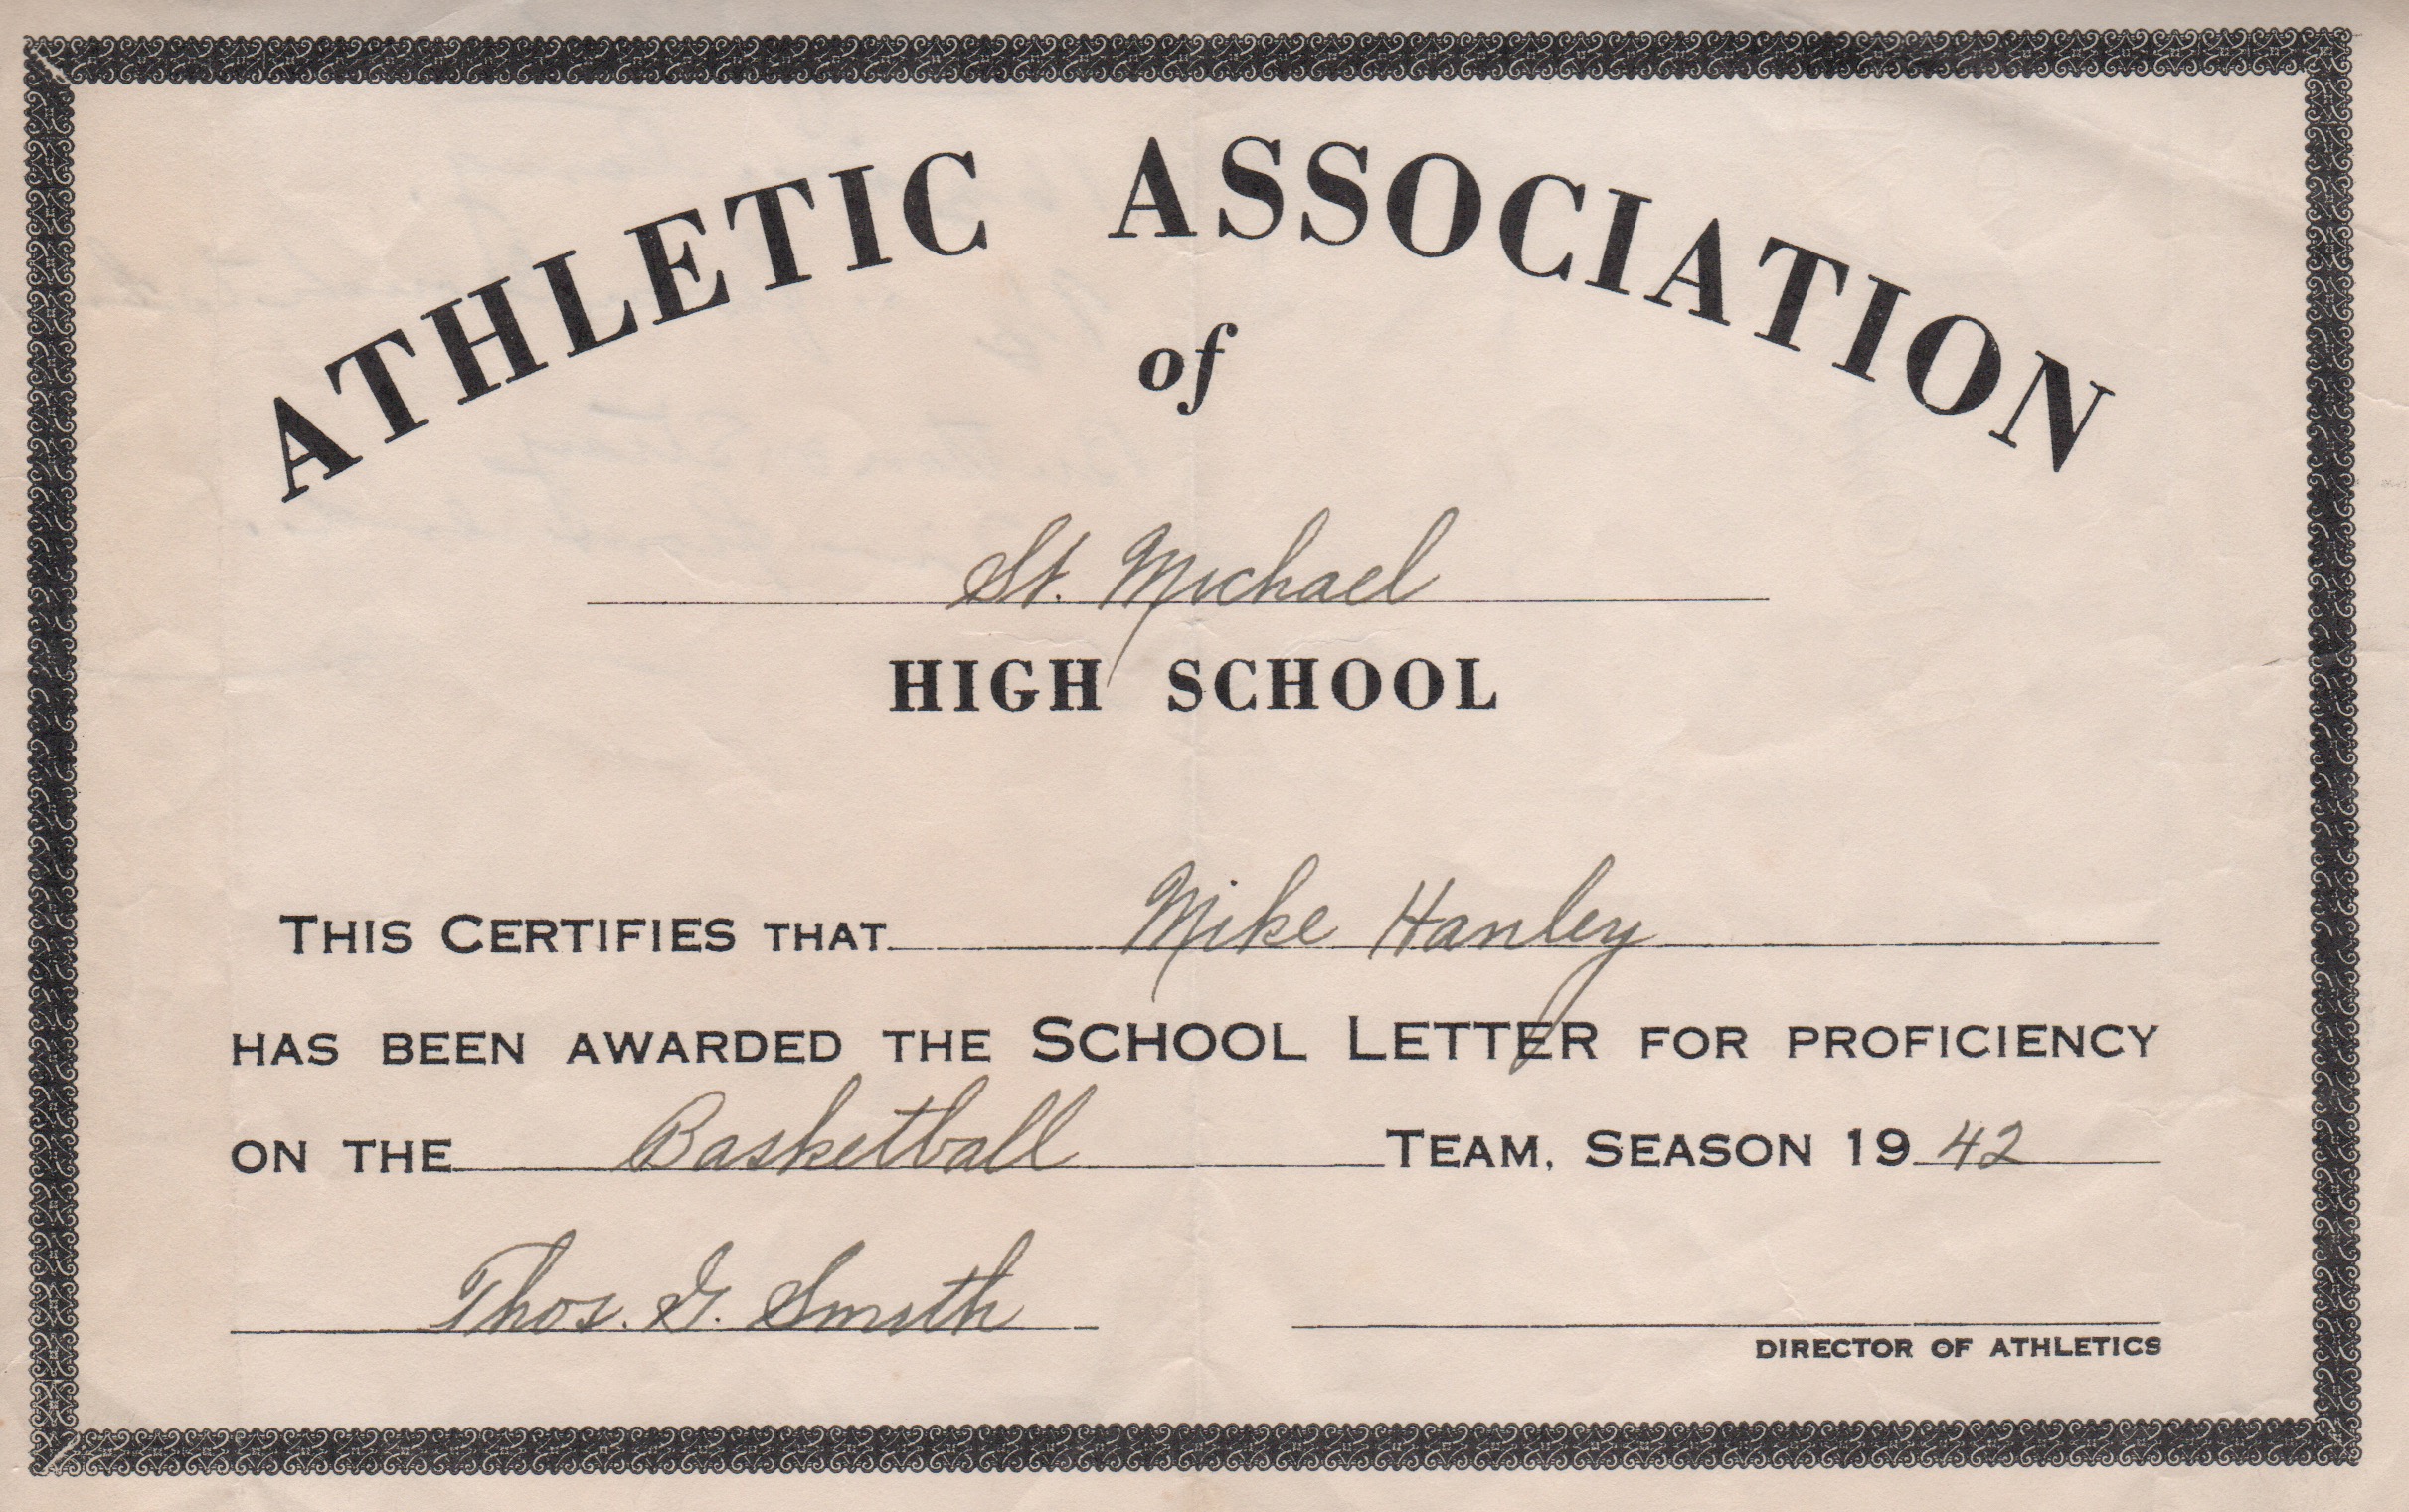 ATHLETIC ASSOCIATION
of
St. Michael
HIGH SCHOOL
THIS CERTIFIES THAT Mike Hanley
HAS BEEN AWARDED THE SCHOOL LETTER FOR PROFICIENCY
ON THE Basketball TEAM, SEASON 19 42
Thos. G. Smith
DIRECTOR OF ATHLETICS